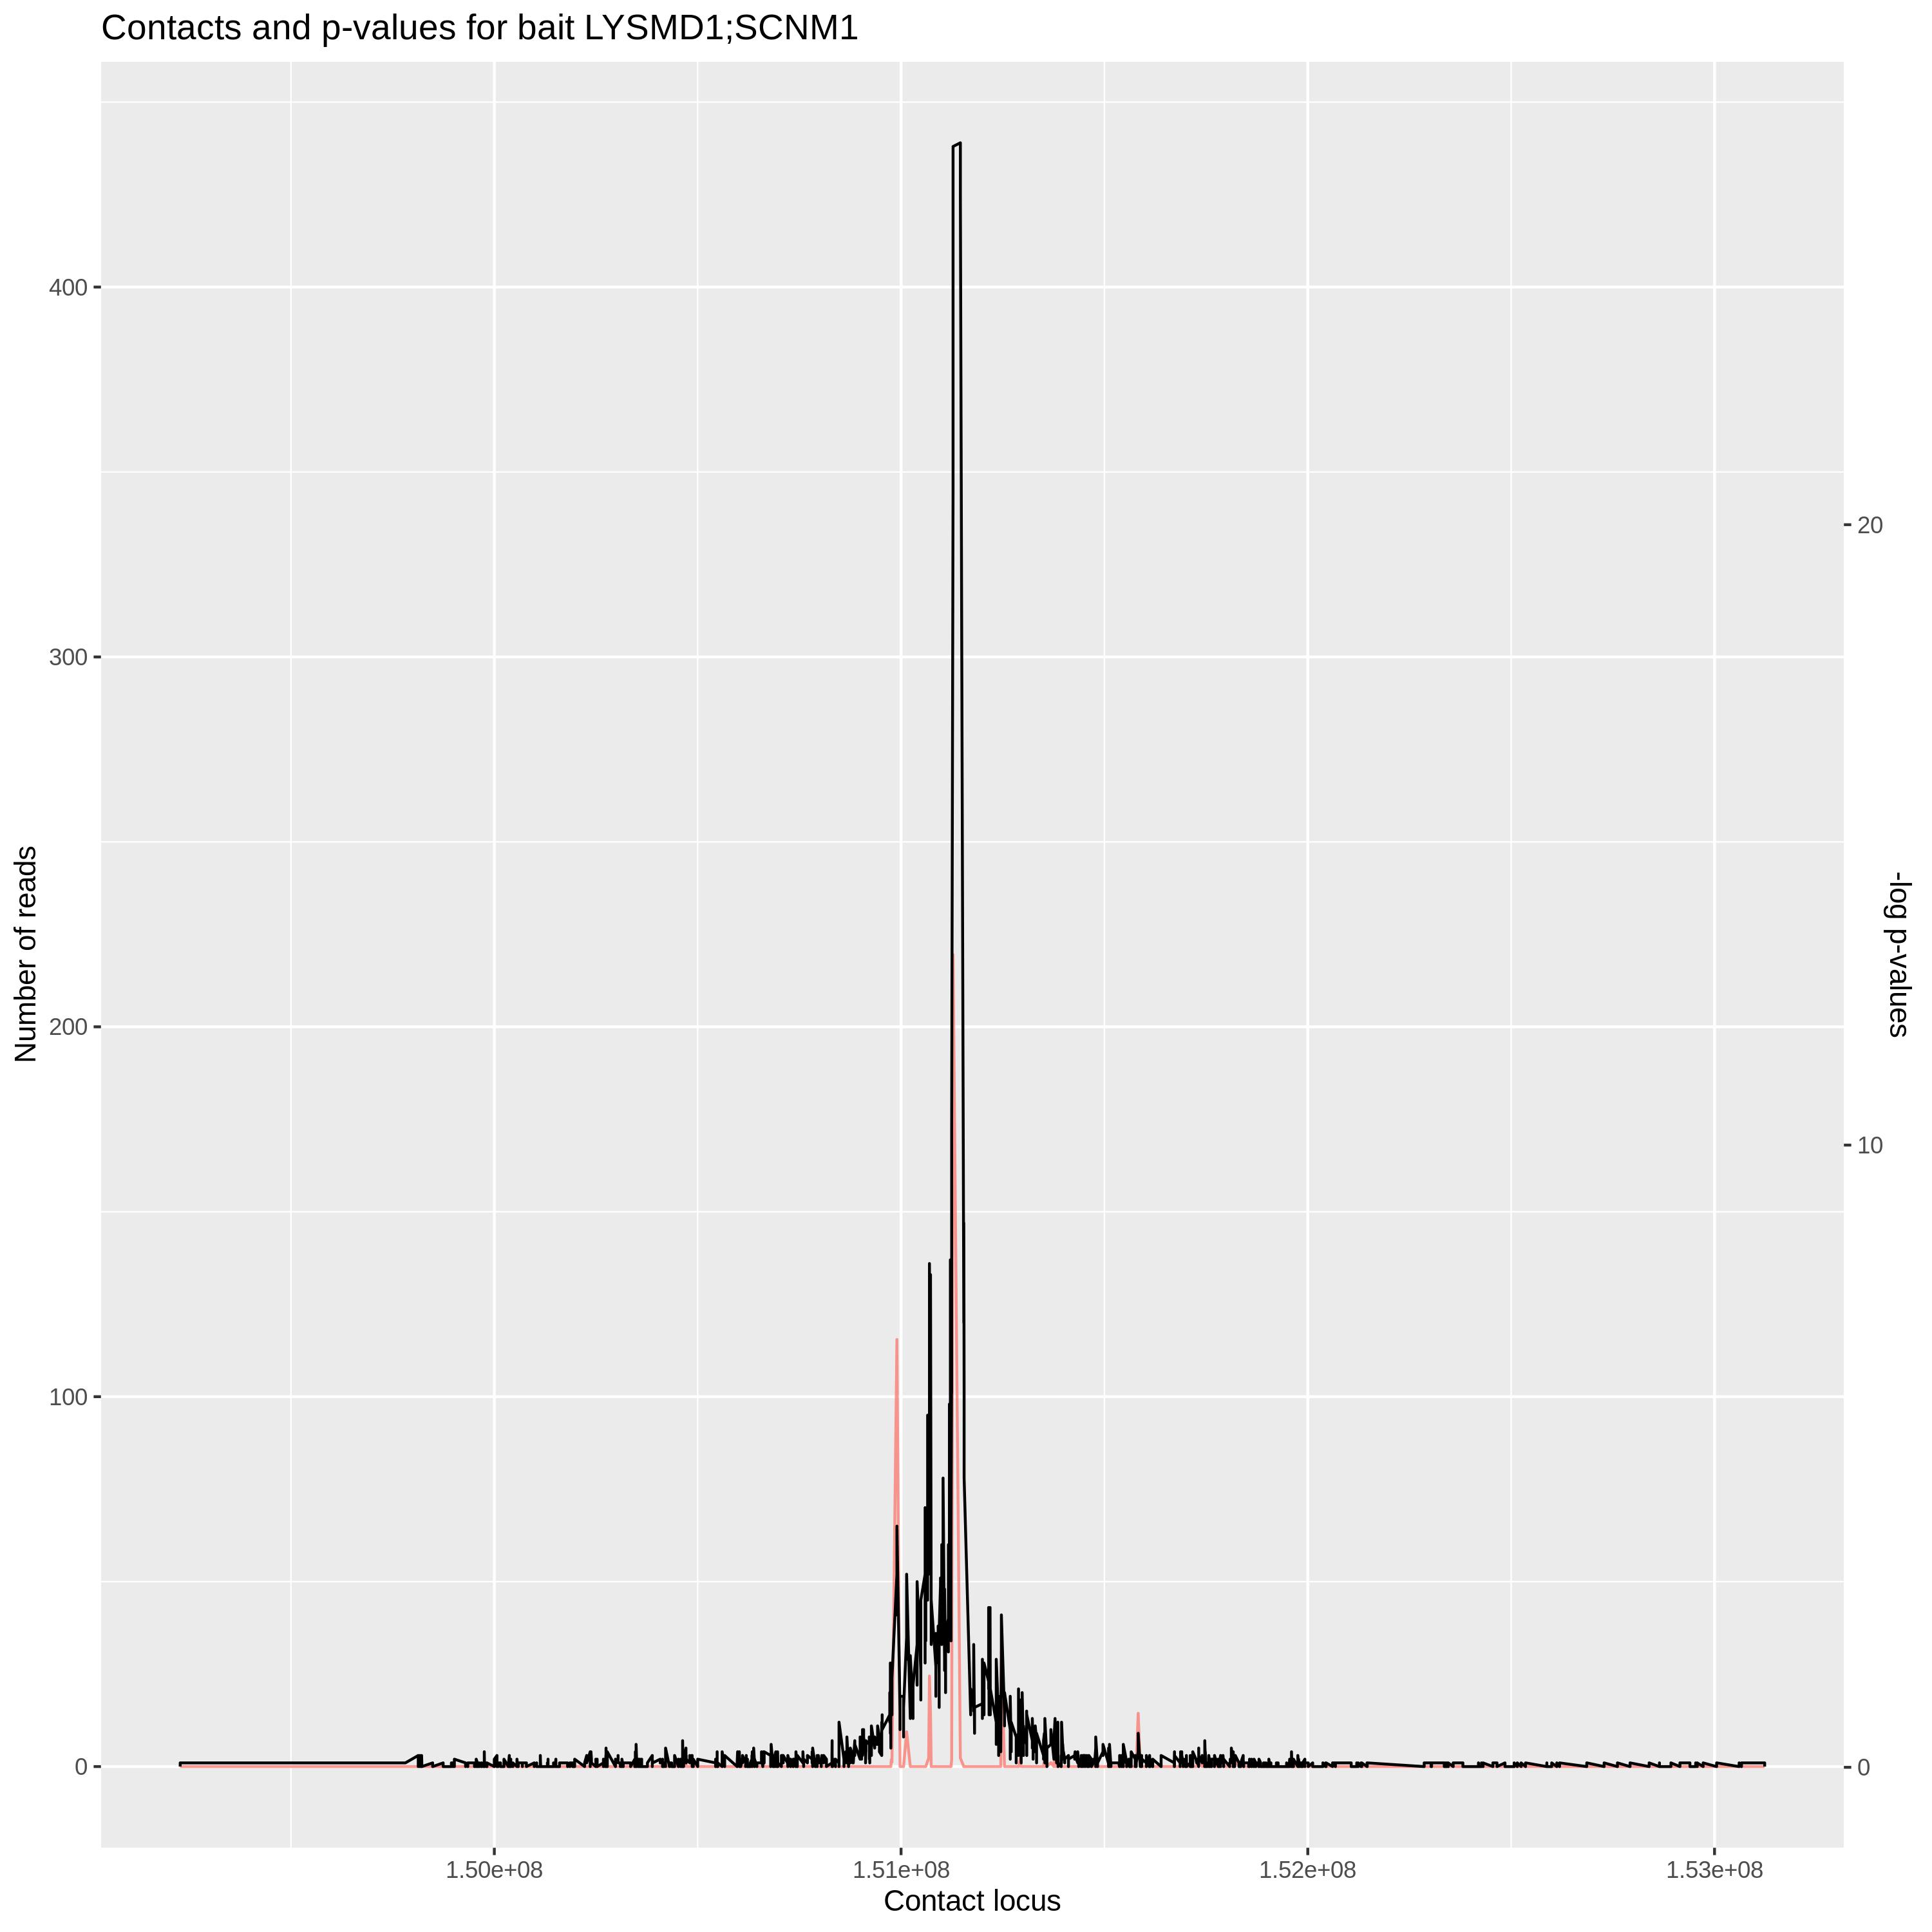 Contacts and p-values for bait LYSMD1;SCNM1
400
300
200
100
0
Number of reads
20
10
0
-log p-values
1.50e+08
1.51e+08
1.52e+08
1.53e+08
Contact locus